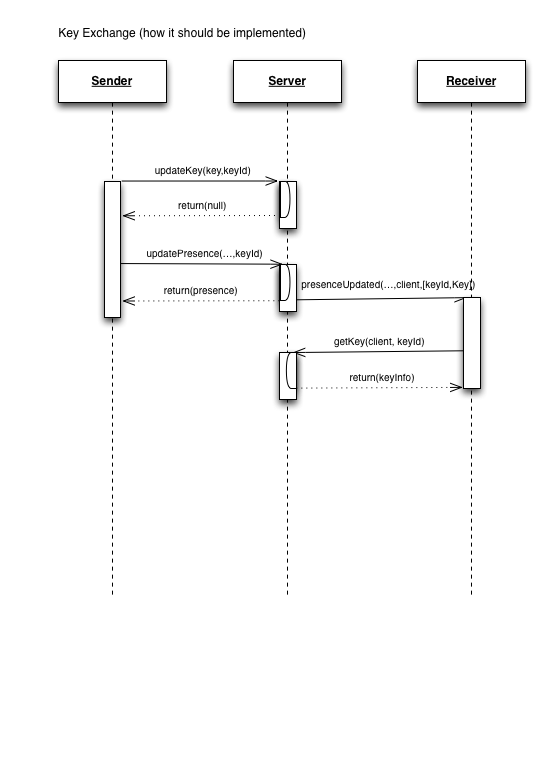 Key Exchange (how it should be implemented)
Sender
Server
Receiver
updateKey(key,keyId)
return(null)
updatePresence(...,keyId)
return(presence)
presenceUpdated(...,client,[keyId,Key])
getKey(client, keyId)
return(keyInfo)